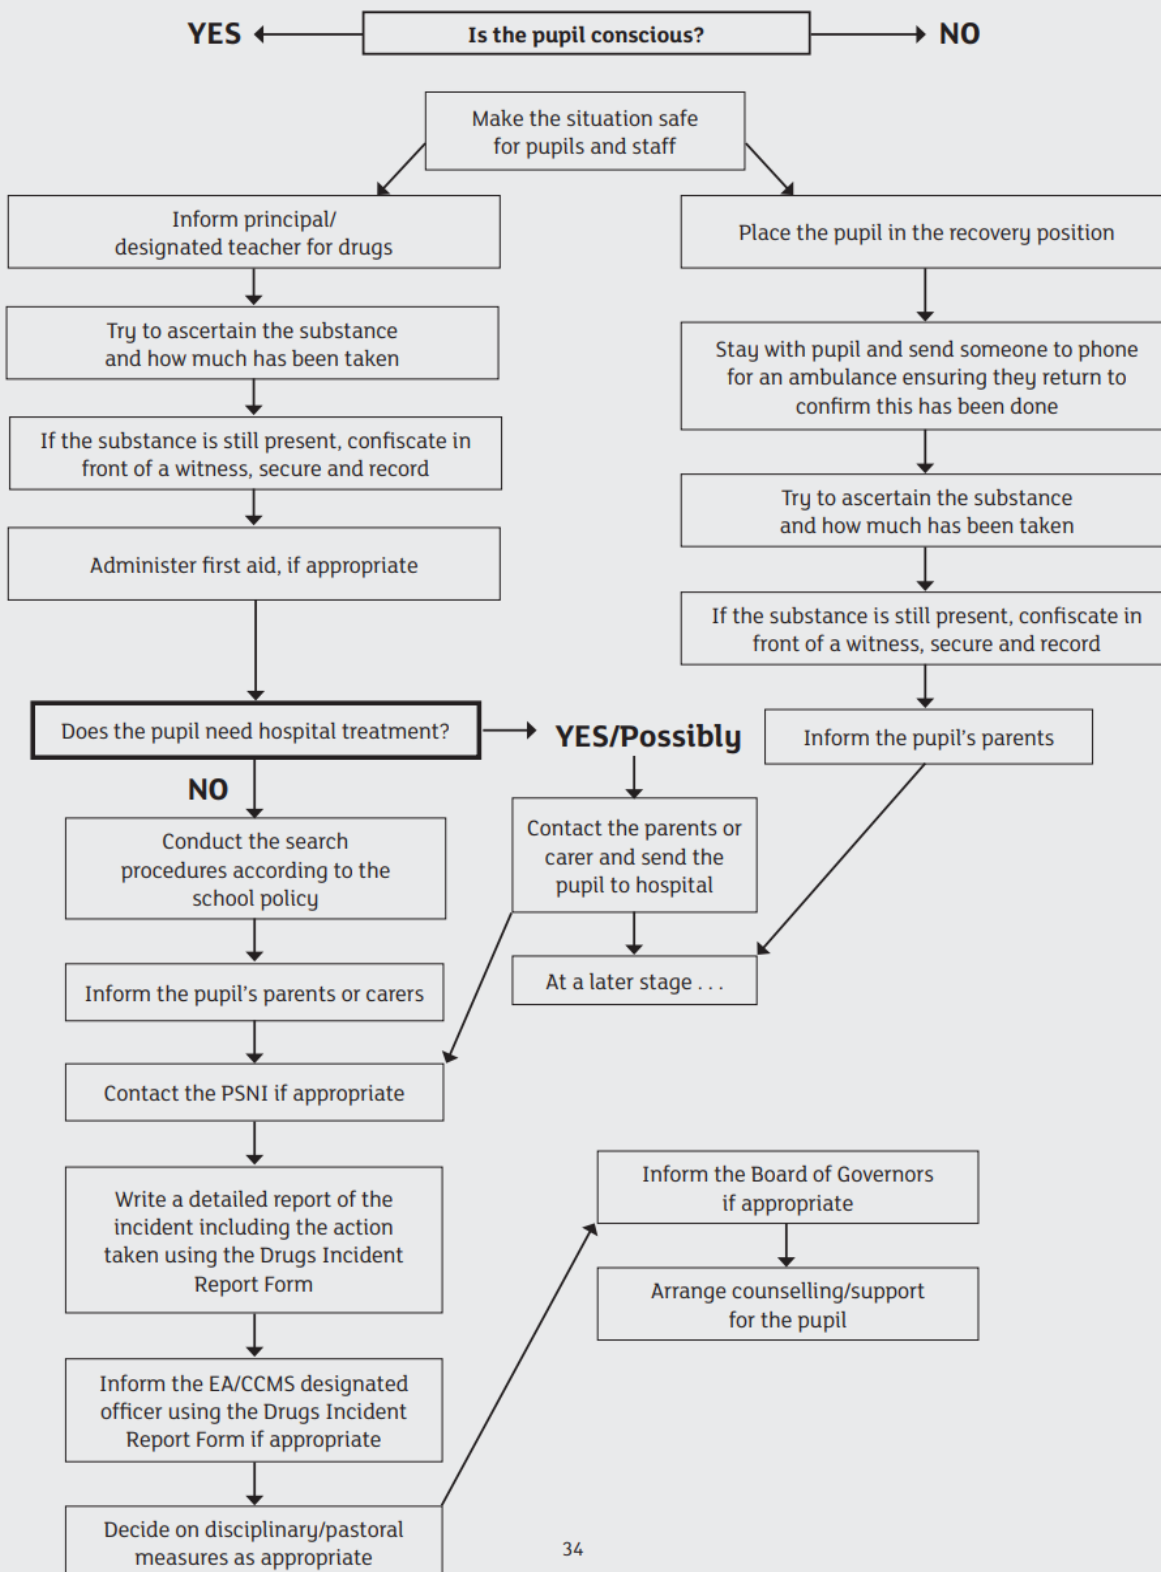 YES
Is the pupil conscious?
NO
Make the situation safe
for pupils and staff
Inform principal/
designated teacher for drugs
Try to ascertain the substance
and how much has been taken
If the substance is still present, confiscate in
front of a witness, secure and record
Administer first aid, if appropriate
Place the pupil in the recovery position
Stay with pupil and send someone to phone
for an ambulance ensuring they return to
confirm this has been done
Try to ascertain the substance
and how much has been taken
If the substance is still present, confiscate in
front of a witness, secure and record
Inform the pupil's parents
Does the pupil need hospital treatment?
YES/Possibly
Contact the parents or
carer and send the
pupil to hospital
At a later stage . . .
NO
Conduct the search
procedures according to the
school policy
Inform the pupil's parents or carers
Contact the PSNI if appropriate
Write a detailed report of the
incident including the action
taken using the Drugs Incident
Report Form
Inform the EA/CCMS designated
officer using the Drugs Incident
Report Form if appropriate
Decide on disciplinary/pastoral
measures as appropriate
Inform the Board of Governors
if appropriate
Arrange counselling/support
for the pupil
34